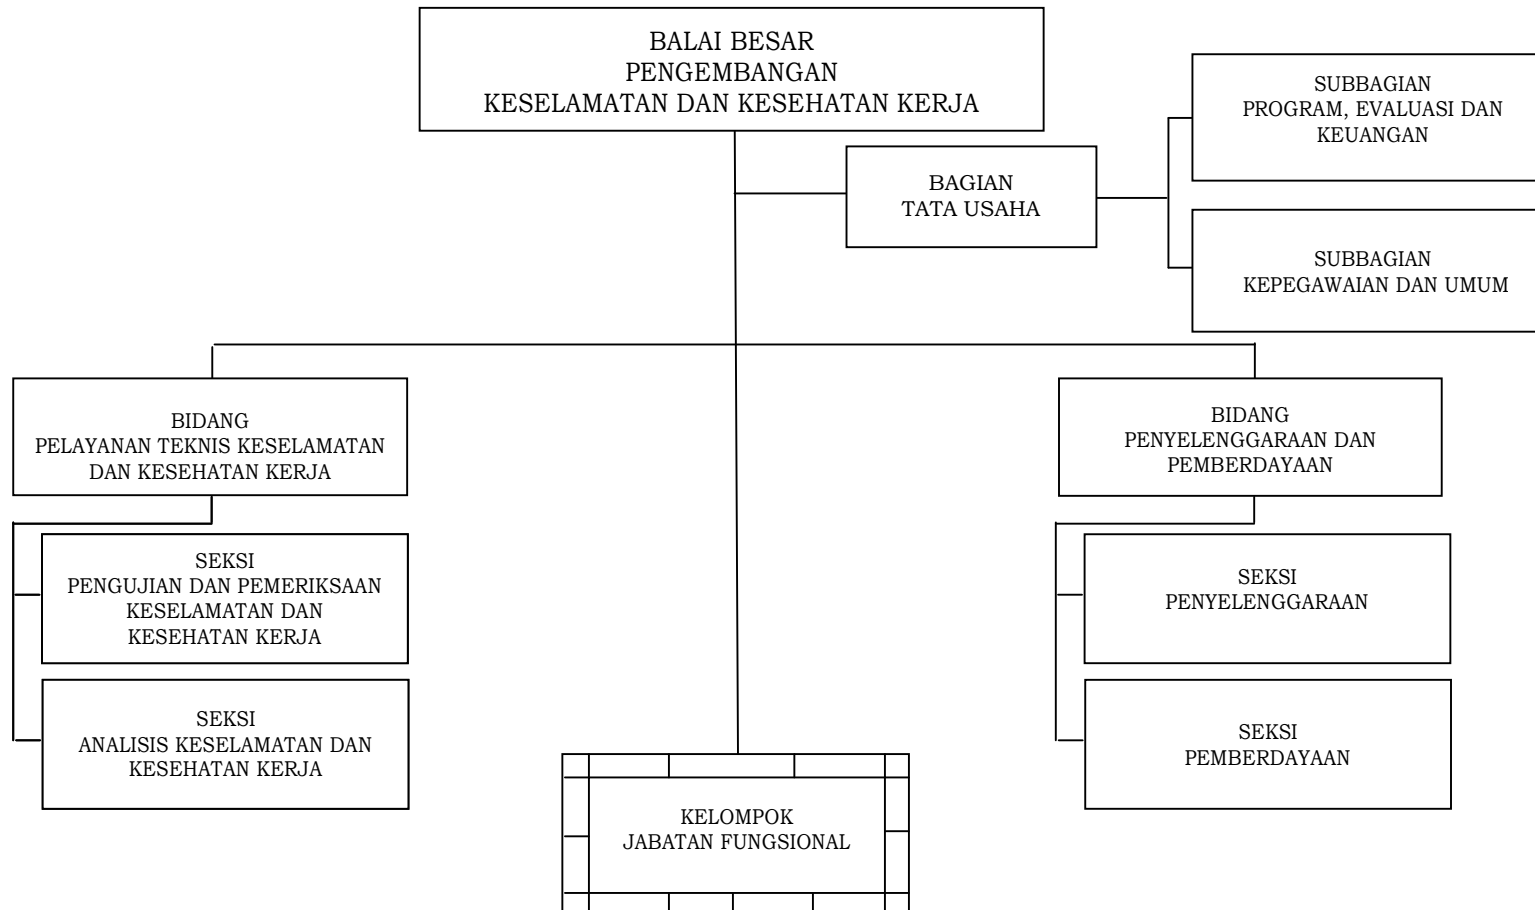 BALAI BESAR
PENGEMBANGAN
KESELAMATAN DAN KESEHATAN KERJA
SUBBAGIAN
PROGRAM, EVALUASI DAN
KEUANGAN
BAGIAN
TATA USAHA
SUBBAGIAN
KEPEGAWAIAN DAN UMUM
BIDANG
PELAYANAN TEKNIS KESELAMATAN
DAN KESEHATAN KERJA
BIDANG
PENYELENGGARAAN DAN
PEMBERDAYAAN
SEKSI
PENGUJIAN DAN PEMERIKSAAN
KESELAMATAN DAN
KESEHATAN KERJA
SEKSI
PENYELENGGARAAN
SEKSI
ANALISIS KESELAMATAN DAN
KESEHATAN KERJA
SEKSI
PEMBERDAYAAN
KELOMPOK
JABATAN FUNGSIONAL